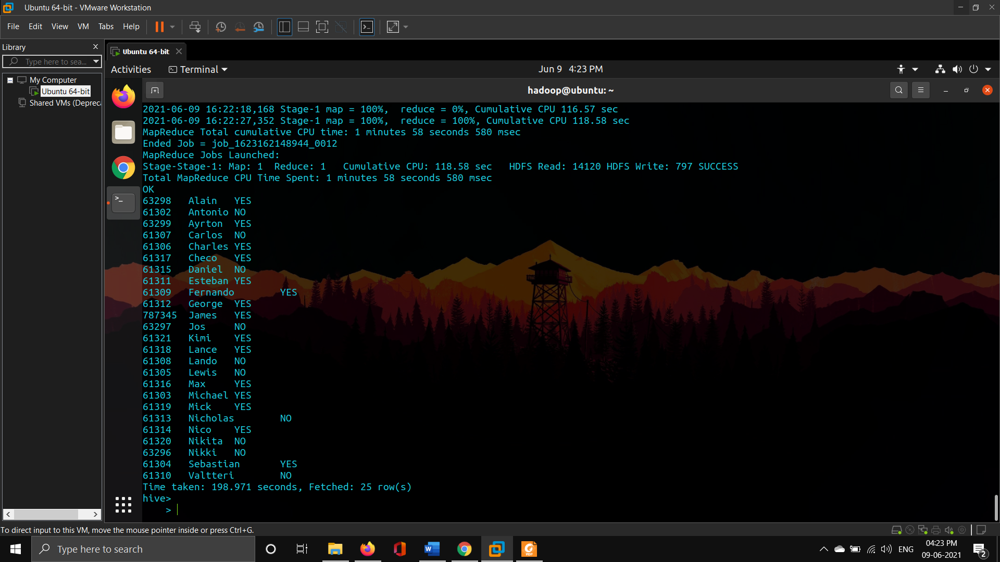 Ubuntu 64-bit - VMware Workstation
File Edit View VM Tabs Help
Library
Type here to sea...
My Computer
Ubuntu 64-bit
Shared VMs (Depreca
Ubuntu 64-bit
Activities Terminal Jun 9 4:23 PM
hadoop@ubuntu: ~
2021-06-09 16:22:18,168 Stage-1 map = 100%,  reduce = 0%, Cumulative CPU 116.57 sec
2021-06-09 16:22:27,352 Stage-1 map = 100%,  reduce = 100%, Cumulative CPU 118.58 sec
MapReduce Total cumulative CPU time: 1 minutes 58 seconds 580 msec
Ended Job = job_1623162148944_0012
MapReduce Jobs Launched:
Stage-Stage-1: Map: 1  Reduce: 1   Cumulative CPU: 118.58 sec   HDFS Read: 14120 HDFS Write: 797 SUCCESS
Total MapReduce CPU Time Spent: 1 minutes 58 seconds 580 msec
OK
63298 Alain YES
61302 Antonio NO
63299 Ayrton YES
61307 Carlos NO
61306 Charles YES
61317 Checo YES
61315 Daniel NO
61311 Esteban YES
61309 Fernando YES
61312 George YES
787345 James YES
63297 Jos NO
61321 Kimi YES
61318 Lance YES
61308 Lando NO
61305 Lewis NO
61316 Max YES
61303 Michael YES
61319 Mick YES
61313 Nicholas NO
61314 Nico YES
61320 Nikita NO
63296 Nikki NO
61304 Sebastian YES
61310 Valtteri NO
Time taken: 198.971 seconds, Fetched: 25 row(s)
hive>
>
To direct input to this VM, move the mouse pointer inside or press Ctrl+G.
Type here to search
ENG
04:23 PM
09-06-2021
2